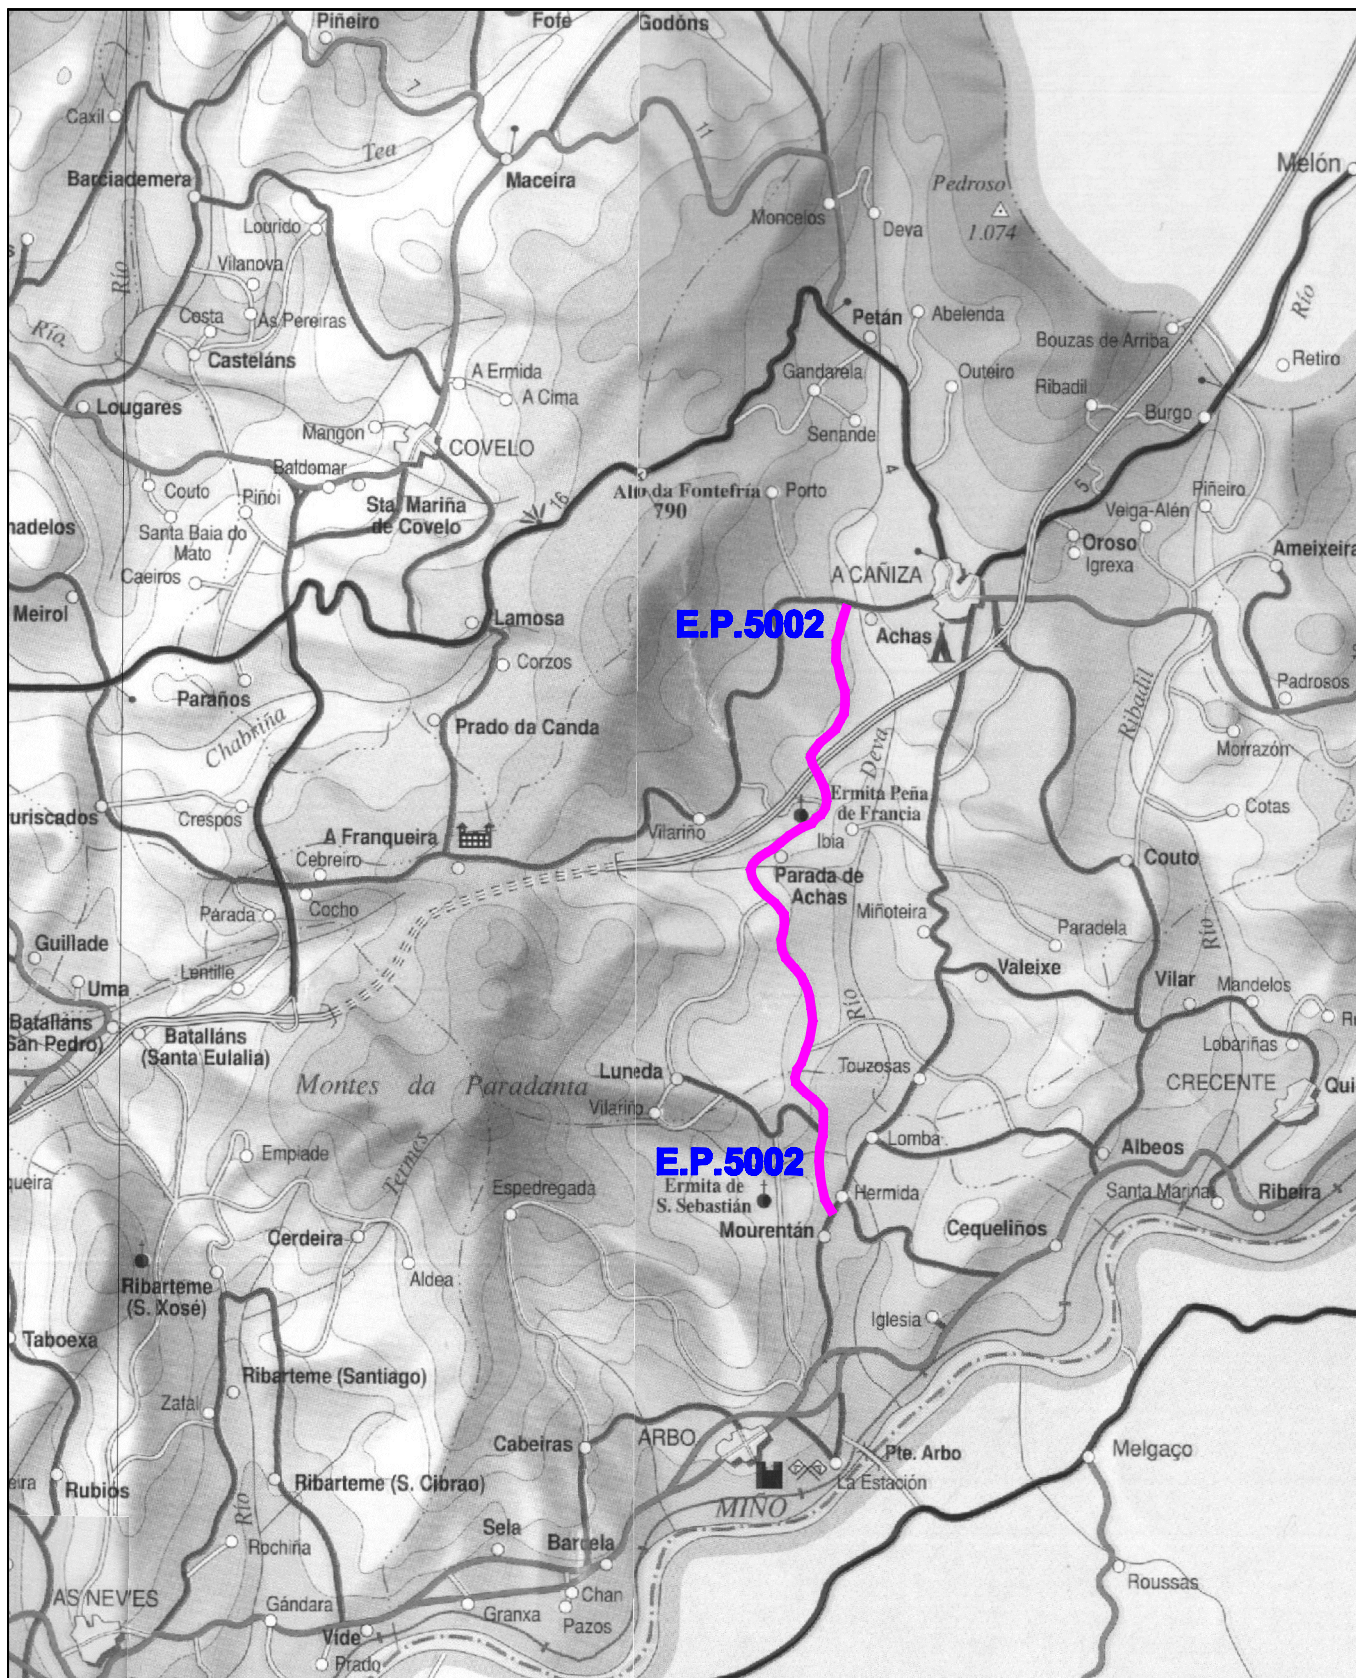 Piñeiro
Fofe
Godóns
Caxil
7
11
Tea
Melón
Barciademera
Maceira
Pedroso
Moncelos
Deva
1.074
Lourido
Vilanova
Río
Río
Río
Costa
As Pereiras
Petán
Abelenda
Bouzas de Arriba
Casteláns
A Ermida
Gandarela
Outeiro
Retiro
Ribadil
A Cima
Lougares
Burgo
Mangon
COVELO
Senande
Baldomar
4
5
Alto da Fontefría
790
Porto
Couto
Piñoi
Sta. Mariña
de Covelo
16
Piñeiro
Veiga-Alén
Santa Baia do
Mato
Oroso
Igrexa
Ameixeira
Caeiros
A CAÑIZA
Meirol
Lamosa
E.P.5002
Achas
Corzos
Paraños
Padrosos
Ribadil
Chabriña
Prado da Canda
Morrazón
Deva
Ermita Peña
de Francia
Crespos
Cotas
Vilariño
A Franqueira
Ibia
Cebreiro
Couto
Parada de
Achas
Cocho
Parada
Miñoteira
Paradela
Guillade
Río
Lentille
Valeixe
Vilar
Mandelos
Uma
Río
Batalláns
(San Pedro)
Batalláns
(Santa Eulalia)
Lobariñas
Luneda
Touzosas
CRECENTE
Montes da Paradanta
Vilariño
Lomba
Albeos
Empiade
Termes
E.P.5002
Espedregada
Ermita de
S. Sebastián
Hermida
Santa Marina
Ribeira
Mourentán
Cequeliños
Cerdeira
Aldea
Ribarteme
(S. Xosé)
Iglesia
Taboexa
Ribarteme (Santiago)
Zafal
Cabeiras
ARBO
Pte. Arbo
Melgaço
La Estación
Rubiós
Ribarteme (S. Cibrao)
Río
MIÑO
Sela
Barcela
Rochiña
Roussas
AS NEVES
Gándara
Granxa
Chan
Pazos
Vide
Prado